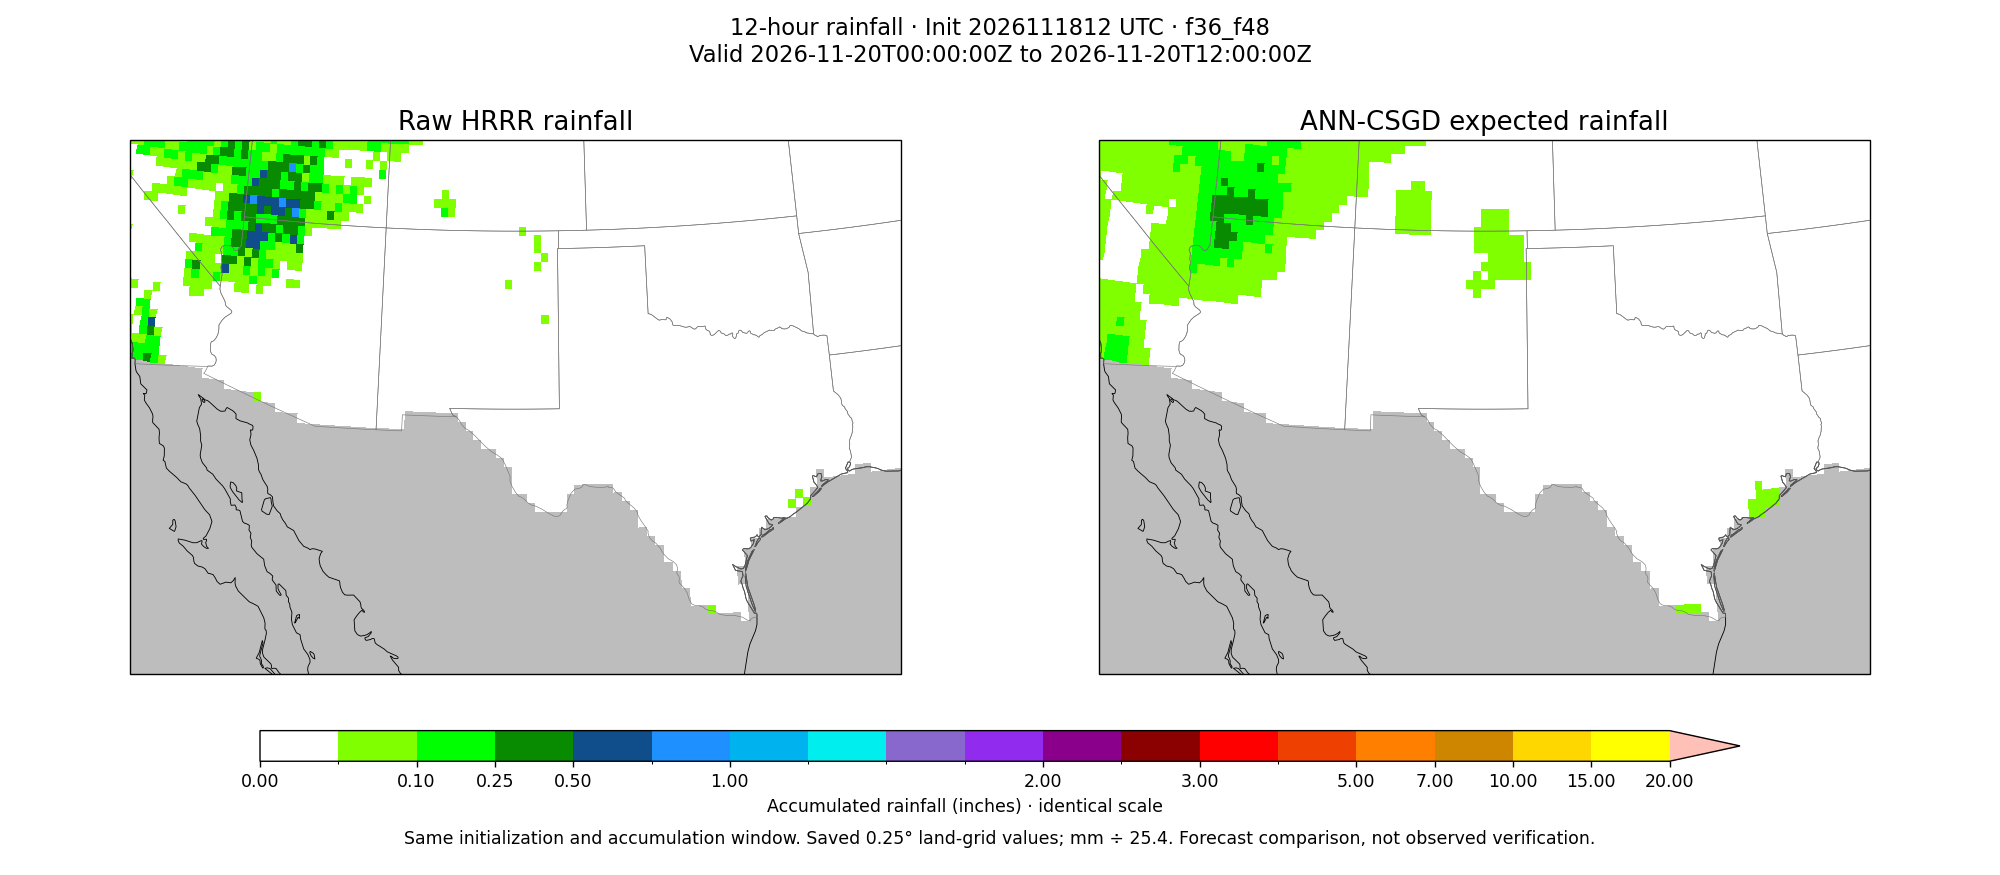 12-hour rainfall · Init 2026111812 UTC · f36_f48
Valid 2026-11-20T00:00:00Z to 2026-11-20T12:00:00Z
Raw HRRR rainfall
ANN-CSGD expected rainfall
0.00 0.10 0.25 0.50 1.00 2.00 3.00 5.00 7.00 10.00 15.00 20.00
Accumulated rainfall (inches) · identical scale
Same initialization and accumulation window. Saved 0.25° land-grid values; mm ÷ 25.4. Forecast comparison, not observed verification.